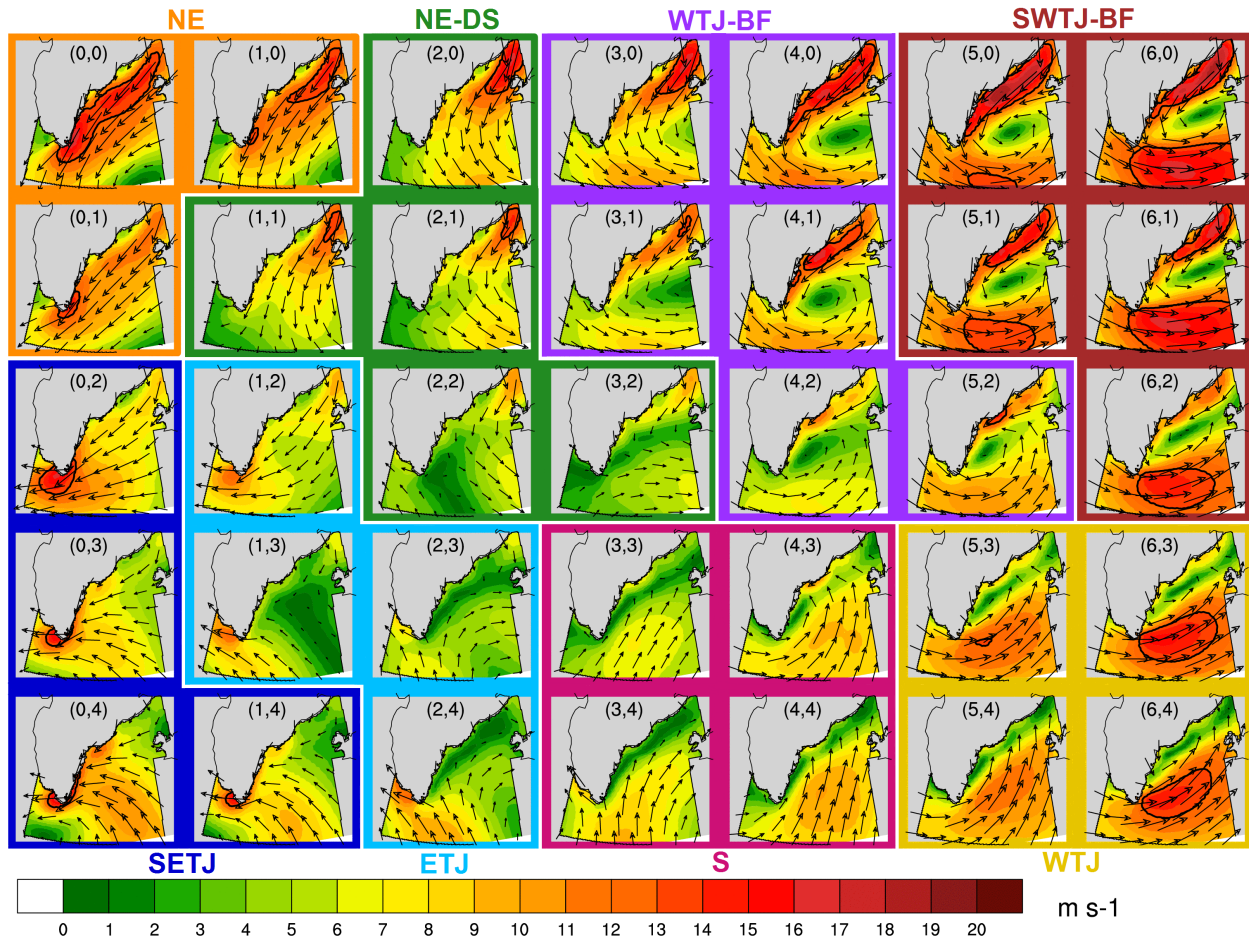 NE NE-DS WTJ-BF SWTJ-BF
(0,0) (1,0) (2,0) (3,0) (4,0) (5,0) (6,0)
(0,1) (1,1) (2,1) (3,1) (4,1) (5,1) (6,1)
(0,2) (1,2) (2,2) (3,2) (4,2) (5,2) (6,2)
(0,3) (1,3) (2,3) (3,3) (4,3) (5,3) (6,3)
(0,4) (1,4) (2,4) (3,4) (4,4) (5,4) (6,4)
SETJ ETJ S WTJ
m s-1
0 1 2 3 4 5 6 7 8 9 10 11 12 13 14 15 16 17 18 19 20